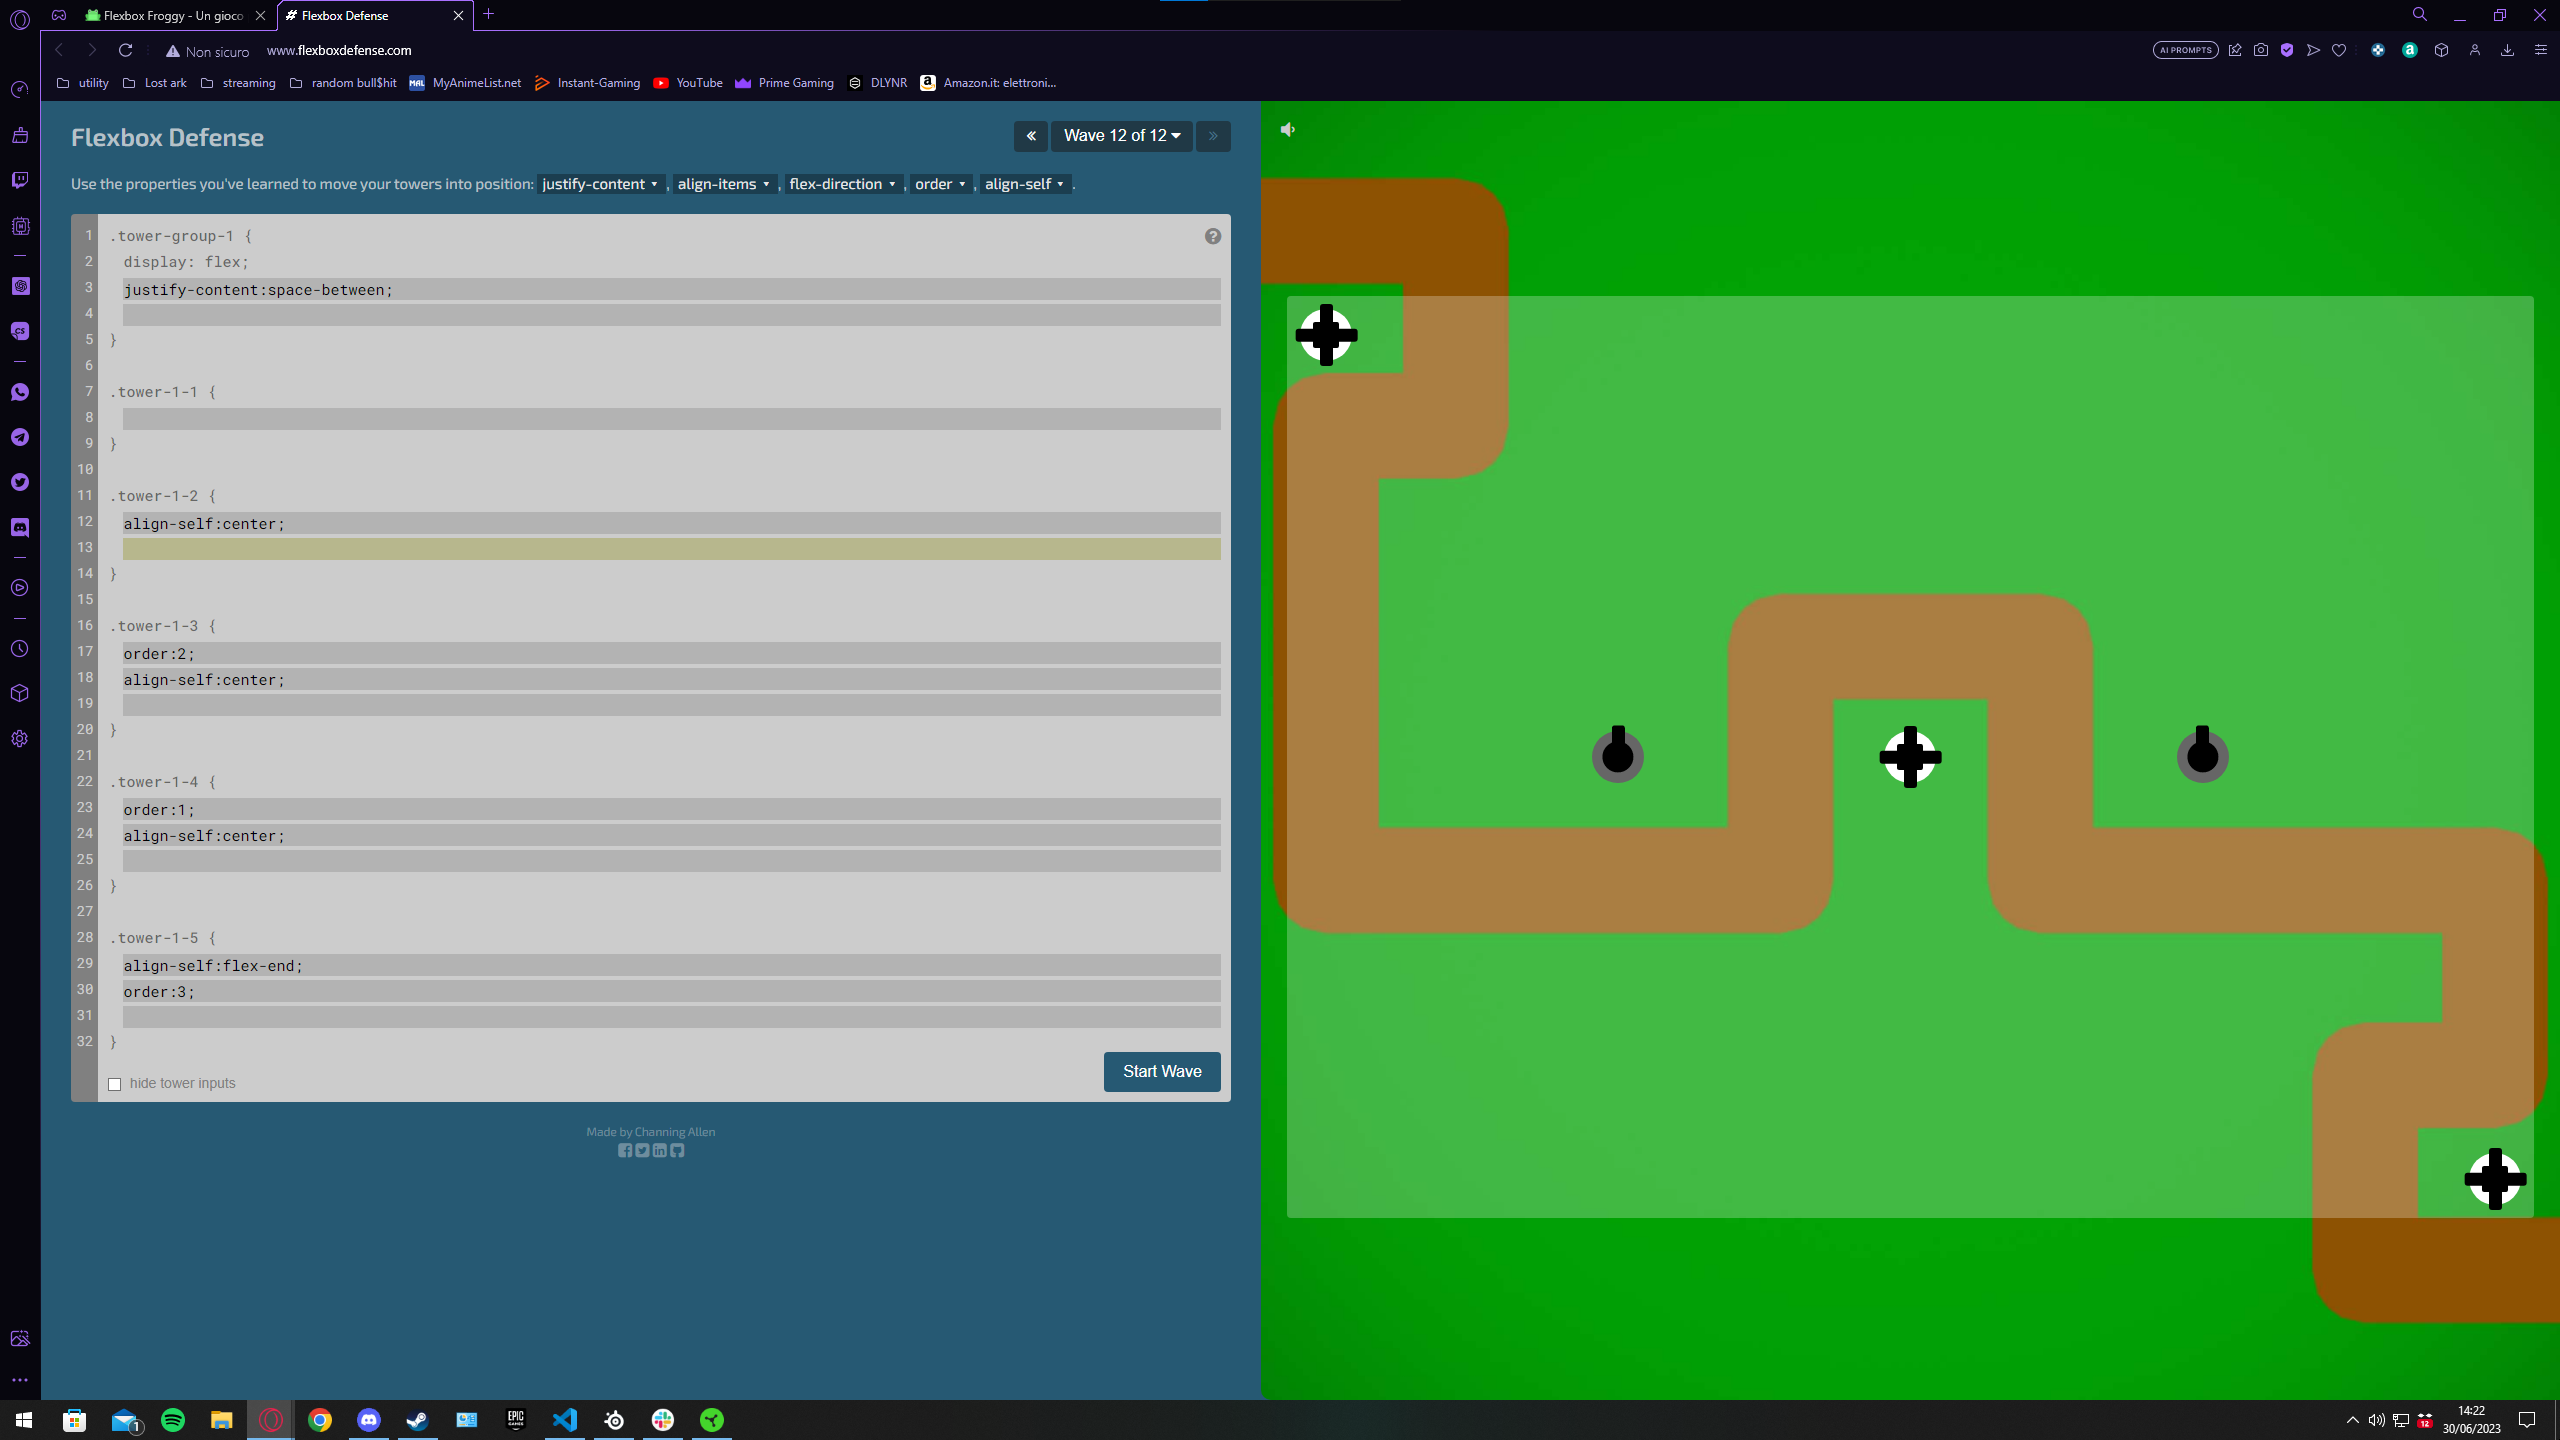 Flexbox Froggy - Un gioco
Flexbox Defense
Non sicuro www.flexboxdefense.com
AI PROMPTS
utility Lost ark streaming random bull$hit MyAnimeList.net Instant-Gaming YouTube Prime Gaming DLYNR Amazon.it: elettroni...
Flexbox Defense
« Wave 12 of 12 »
Use the properties you've learned to move your towers into position: justify-content , align-items , flex-direction , order , align-self .
1 .tower-group-1 {
2 display: flex;
3 justify-content:space-between;
4
5 }
6
7 .tower-1-1 {
8
9 }
10
11 .tower-1-2 {
12 align-self:center;
13
14 }
15
16 .tower-1-3 {
17 order:2;
18 align-self:center;
19
20 }
21
22 .tower-1-4 {
23 order:1;
24 align-self:center;
25
26 }
27
28 .tower-1-5 {
29 align-self:flex-end;
30 order:3;
31
32 }
hide tower inputs
Start Wave
Made by Channing Allen
1
EPIC GAMES
12
14:22
30/06/2023